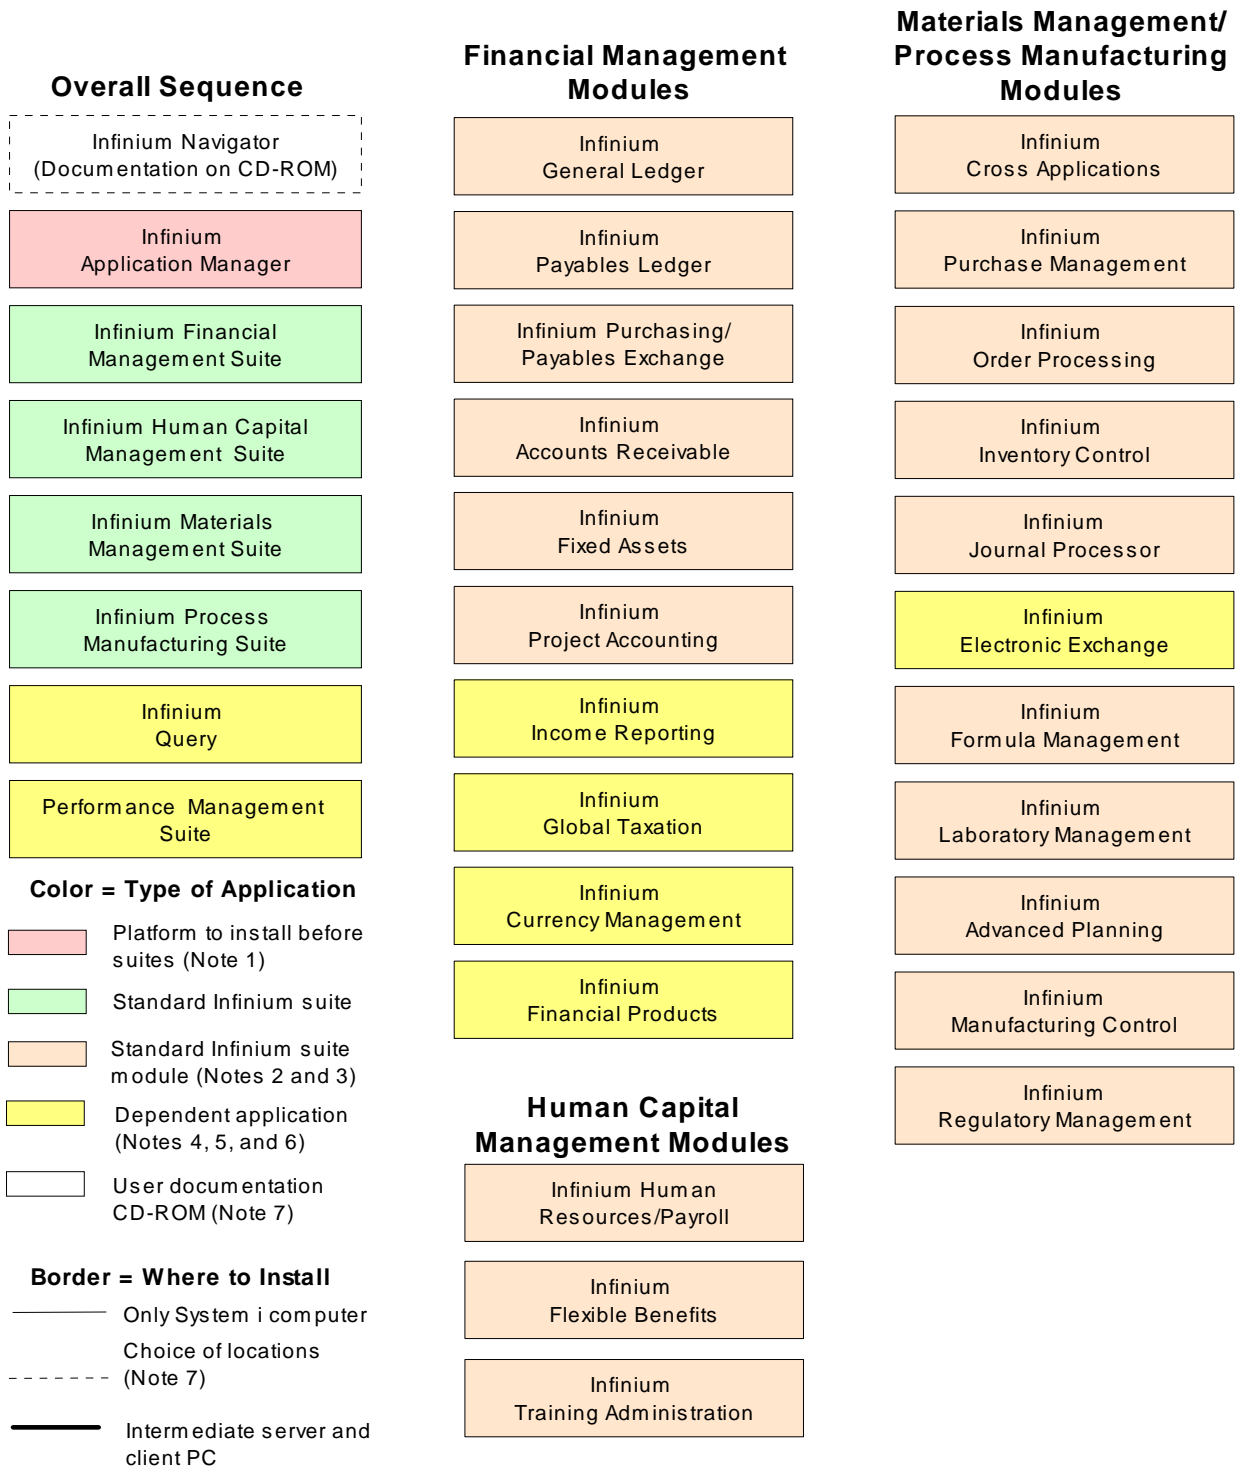 Overall Sequence
Infinium Navigator
(Documentation on CD-ROM)
Infinium
Application Manager
Infinium Financial
Management Suite
Infinium Human Capital
Management Suite
Infinium Materials
Management Suite
Infinium Process
Manufacturing Suite
Infinium
Query
Performance Management
Suite
Color = Type of Application
Platform to install before
suites (Note 1)
Standard Infinium suite
Standard Infinium suite
module (Notes 2 and 3)
Dependent application
(Notes 4, 5, and 6)
User documentation
CD-ROM (Note 7)
Border = Where to Install
Only System i computer
Choice of locations
(Note 7)
Intermediate server and
client PC
Financial Management
Modules
Infinium
General Ledger
Infinium
Payables Ledger
Infinium Purchasing/
Payables Exchange
Infinium
Accounts Receivable
Infinium
Fixed Assets
Infinium
Project Accounting
Infinium
Income Reporting
Infinium
Global Taxation
Infinium
Currency Management
Infinium
Financial Products
Human Capital
Management Modules
Infinium Human
Resources/Payroll
Infinium
Flexible Benefits
Infinium
Training Administration
Materials Management/
Process Manufacturing
Modules
Infinium
Cross Applications
Infinium
Purchase Management
Infinium
Order Processing
Infinium
Inventory Control
Infinium
Journal Processor
Infinium
Electronic Exchange
Infinium
Formula Management
Infinium
Laboratory Management
Infinium
Advanced Planning
Infinium
Manufacturing Control
Infinium
Regulatory Management